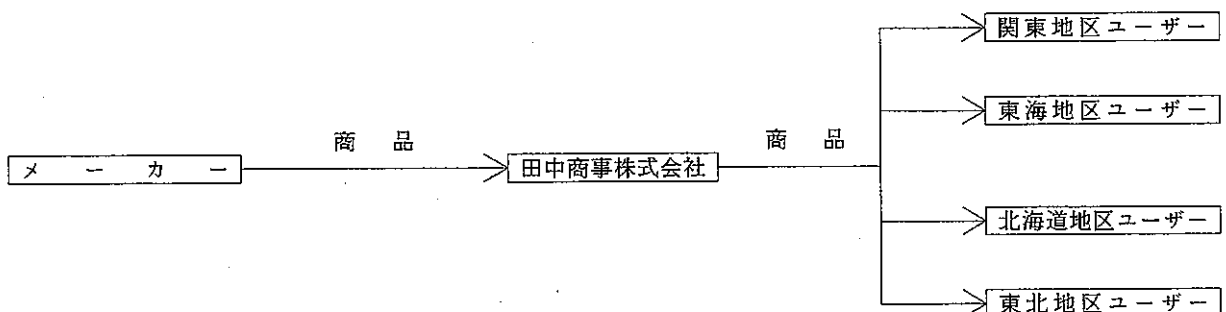 関東地区ユーザー
東海地区ユーザー
商品
商品
メーカー
田中商事株式会社
北海道地区ユーザー
東北地区ユーザー